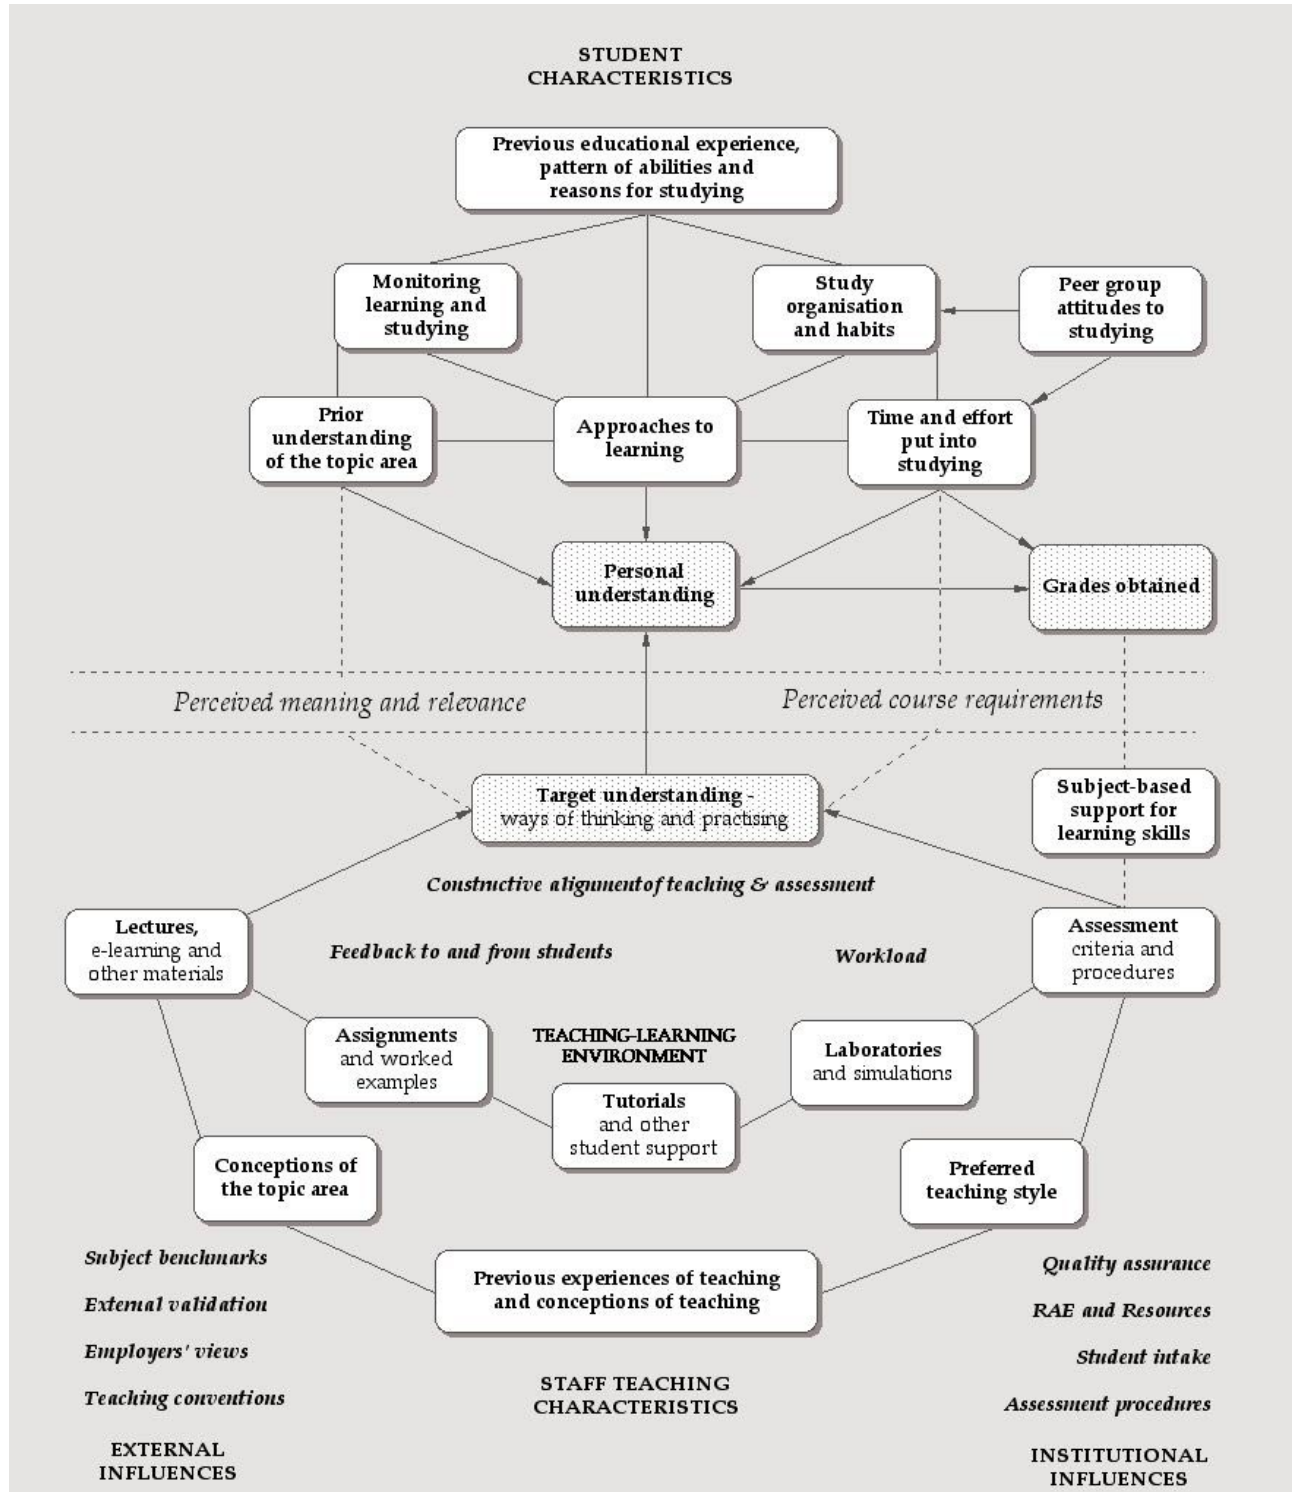 STUDENT
CHARACTERISTICS
Previous educational experience,
pattern of abilities and
reasons for studying
Monitoring
learning and
studying
Study
organisation
and habits
Peer group
attitudes to
studying
Prior
understanding
of the topic area
Approaches to
learning
Time and effort
put into
studying
Personal
understanding
Grades obtained
Perceived meaning and relevance
Perceived course requirements
Target understanding -
ways of thinking and practising
Subject-based
support for
learning skills
Constructive alignmentof teaching & assessment
Lectures,
e-learning and
other materials
Feedback to and from students
Workload
Assessment
criteria and
procedures
Assignments
and worked
examples
TEACHING-LEARNING
ENVIRONMENT
Laboratories
and simulations
Tutorials
and other
student support
Conceptions of
the topic area
Preferred
teaching style
Previous experiences of teaching
and conceptions of teaching
Subject benchmarks
External validation
Employers' views
Teaching conventions
EXTERNAL
INFLUENCES
STAFF TEACHING
CHARACTERISTICS
Quality assurance
RAE and Resources
Student intake
Assessment procedures
INSTITUTIONAL
INFLUENCES